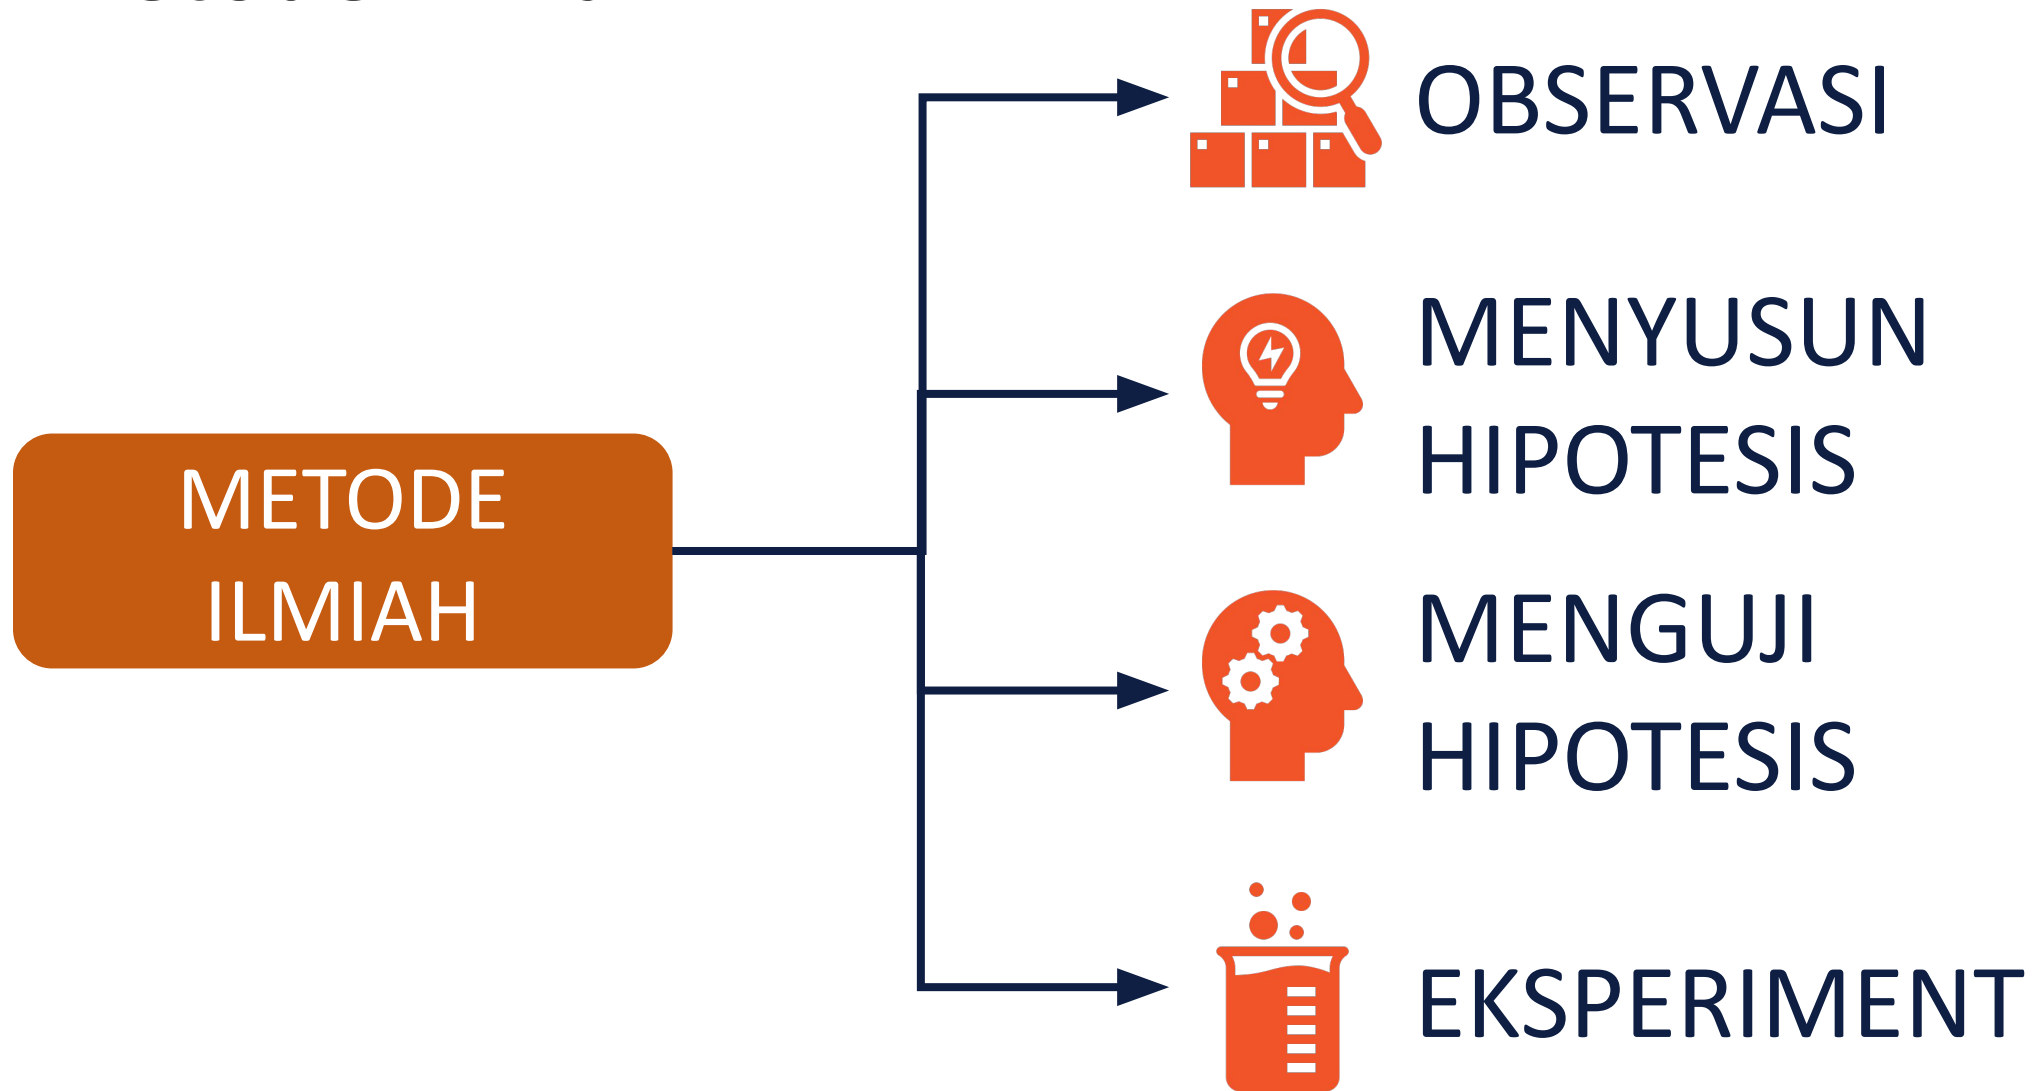 METODE
ILMIAH
OBSERVASI
MENYUSUN
HIPOTESIS
MENGUJI
HIPOTESIS
EKSPERIMENT